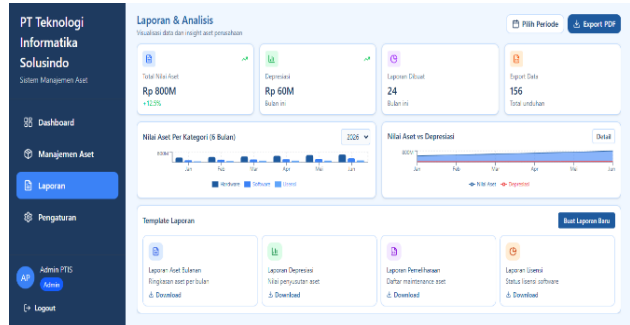 PT Teknologi
Informatika
Solusindo
Sistem Manajemen Aset
Dashboard
Manajemen Aset
Laporan
Pengaturan
AP
Admin PTIS
Admin
Logout
Laporan & Analisis
Visualisasi data dan insight aset perusahaan
Pilih Periode
Export PDF
Total Nilai Aset
Rp 800M
+12.5%
Depresiasi
Rp 60M
Bulan ini
Laporan Dibuat
24
Bulan ini
Export Data
156
Total unduhan
Nilai Aset Per Kategori (6 Bulan)
2026
800M
Jan Feb Mar Apr Mei Jun
Hardware Software Lisensi
Nilai Aset vs Depresiasi
Detail
800M
Jan Feb Mar Apr Mei Jun
Nilai Aset Depresiasi
Template Laporan
Buat Laporan Baru
Laporan Aset Bulanan
Ringkasan aset per bulan
Download
Laporan Depresiasi
Nilai penyusutan aset
Download
Laporan Pemeliharaan
Daftar maintenance aset
Download
Laporan Lisensi
Status lisensi software
Download